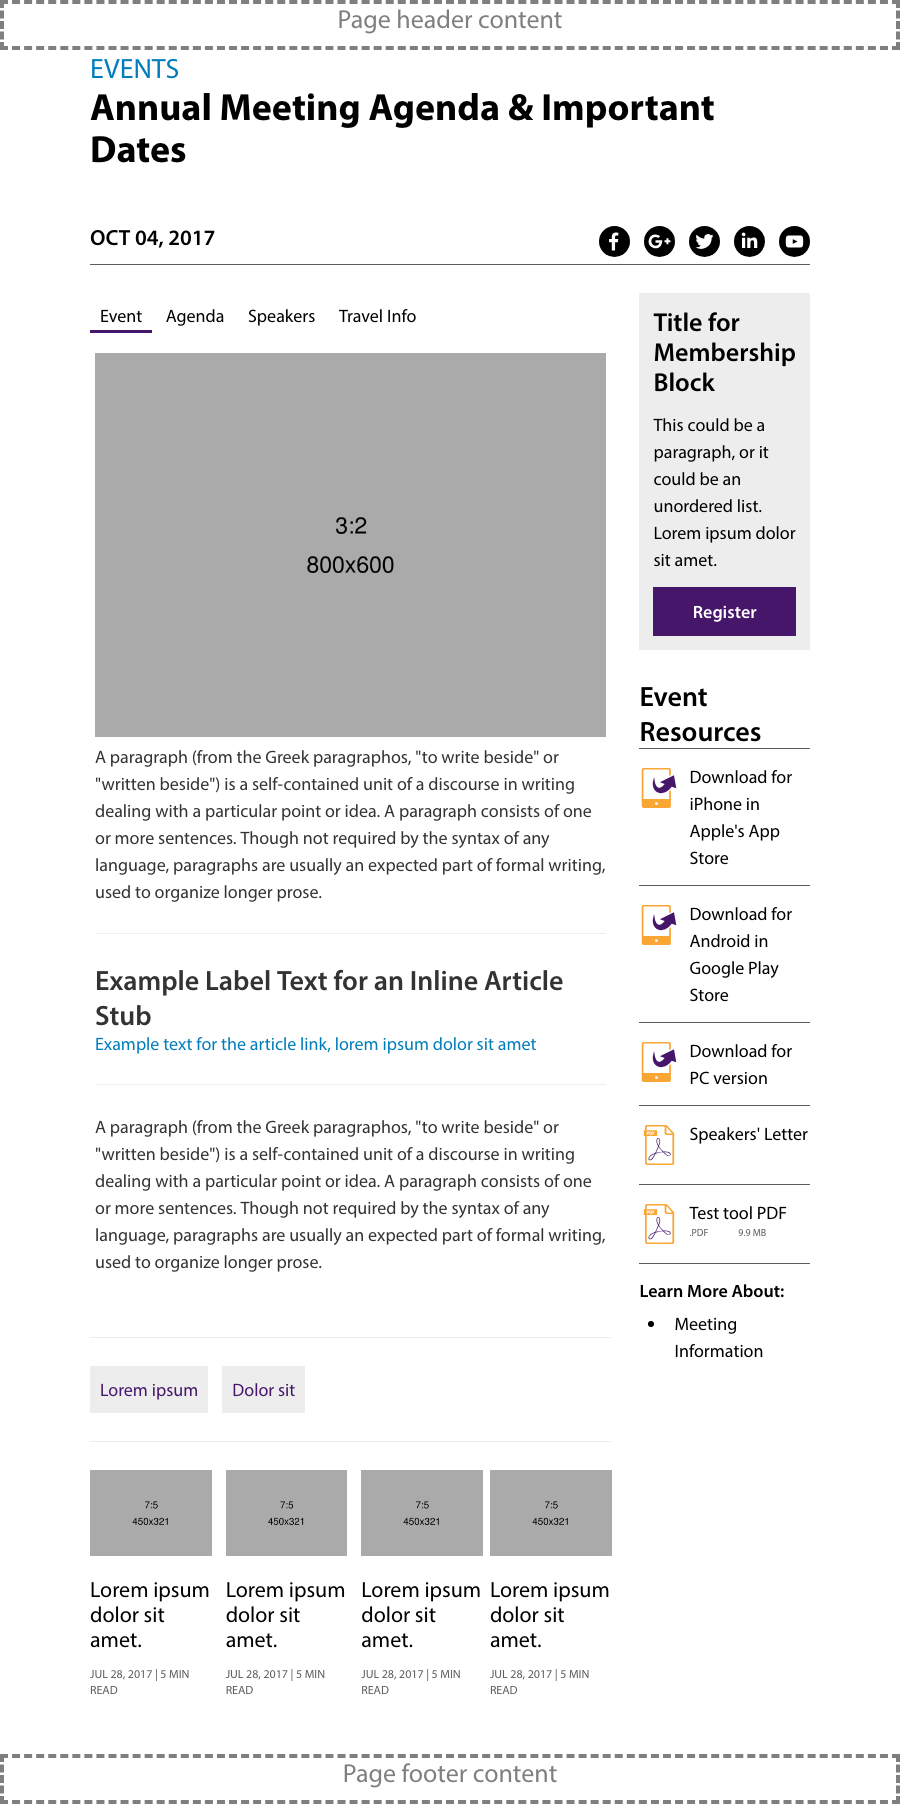 Page header content
EVENTS
Annual Meeting Agenda & Important
Dates
OCT 04, 2017
Event Agenda Speakers Travel Info
3:2
800x600
A paragraph (from the Greek paragraphos, "to write beside" or
"written beside") is a self-contained unit of a discourse in writing
dealing with a particular point or idea. A paragraph consists of one
or more sentences. Though not required by the syntax of any
language, paragraphs are usually an expected part of formal writing,
used to organize longer prose.
Example Label Text for an Inline Article
Stub
Example text for the article link, lorem ipsum dolor sit amet
A paragraph (from the Greek paragraphos, "to write beside" or
"written beside") is a self-contained unit of a discourse in writing
dealing with a particular point or idea. A paragraph consists of one
or more sentences. Though not required by the syntax of any
language, paragraphs are usually an expected part of formal writing,
used to organize longer prose.
Lorem ipsum
Dolor sit
7:5
450x321
Lorem ipsum
dolor sit
amet.
JUL 28, 2017 | 5 MIN
READ
7:5
450x321
Lorem ipsum
dolor sit
amet.
JUL 28, 2017 | 5 MIN
READ
7:5
450x321
Lorem ipsum
dolor sit
amet.
JUL 28, 2017 | 5 MIN
READ
7:5
450x321
Lorem ipsum
dolor sit
amet.
JUL 28, 2017 | 5 MIN
READ
Title for
Membership
Block
This could be a
paragraph, or it
could be an
unordered list.
Lorem ipsum dolor
sit amet.
Register
Event
Resources
Download for
iPhone in
Apple's App
Store
Download for
Android in
Google Play
Store
Download for
PC version
PDF
Speakers' Letter
PDF
Test tool PDF
.PDF 9.9 MB
Learn More About:
• Meeting
Information
Page footer content